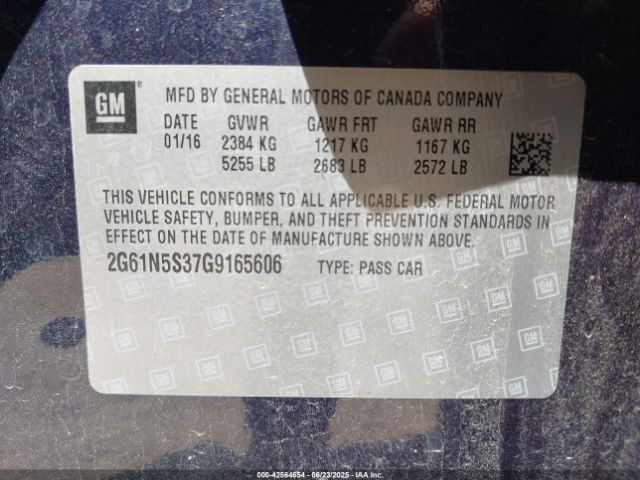 GM MFD BY GENERAL MOTORS OF CANADA COMPANY
DATE GVWR GAWR FRT GAWR RR
01/16 2384 KG 1217 KG 1167 KG
5255 LB 2683 LB 2572 LB
THIS VEHICLE CONFORMS TO ALL APPLICABLE U.S. FEDERAL MOTOR
VEHICLE SAFETY, BUMPER, AND THEFT PREVENTION STANDARDS IN
EFFECT ON THE DATE OF MANUFACTURE SHOWN ABOVE.
2G61N5S37G9165606 TYPE: PASS CAR
000-42564654 - 06/23/2025 - IAAI.com